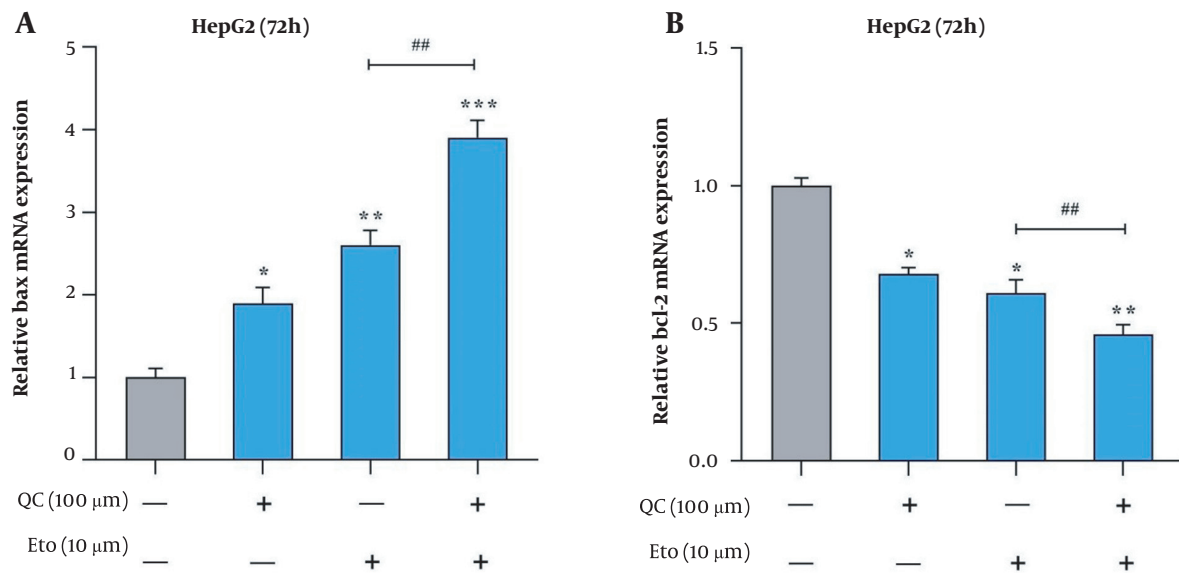 A
HepG2 (72h)
Relative bax mRNA expression
5
4
3
2
1
0
*
**
##
***
QC (100 μm) — + — +
Eto (10 μm) — — + +
B
HepG2 (72h)
Relative bcl-2 mRNA expression
1.5
1.0
0.5
0.0
*
*
##
**
QC (100 μm) — + — +
Eto (10 μm) — — + +